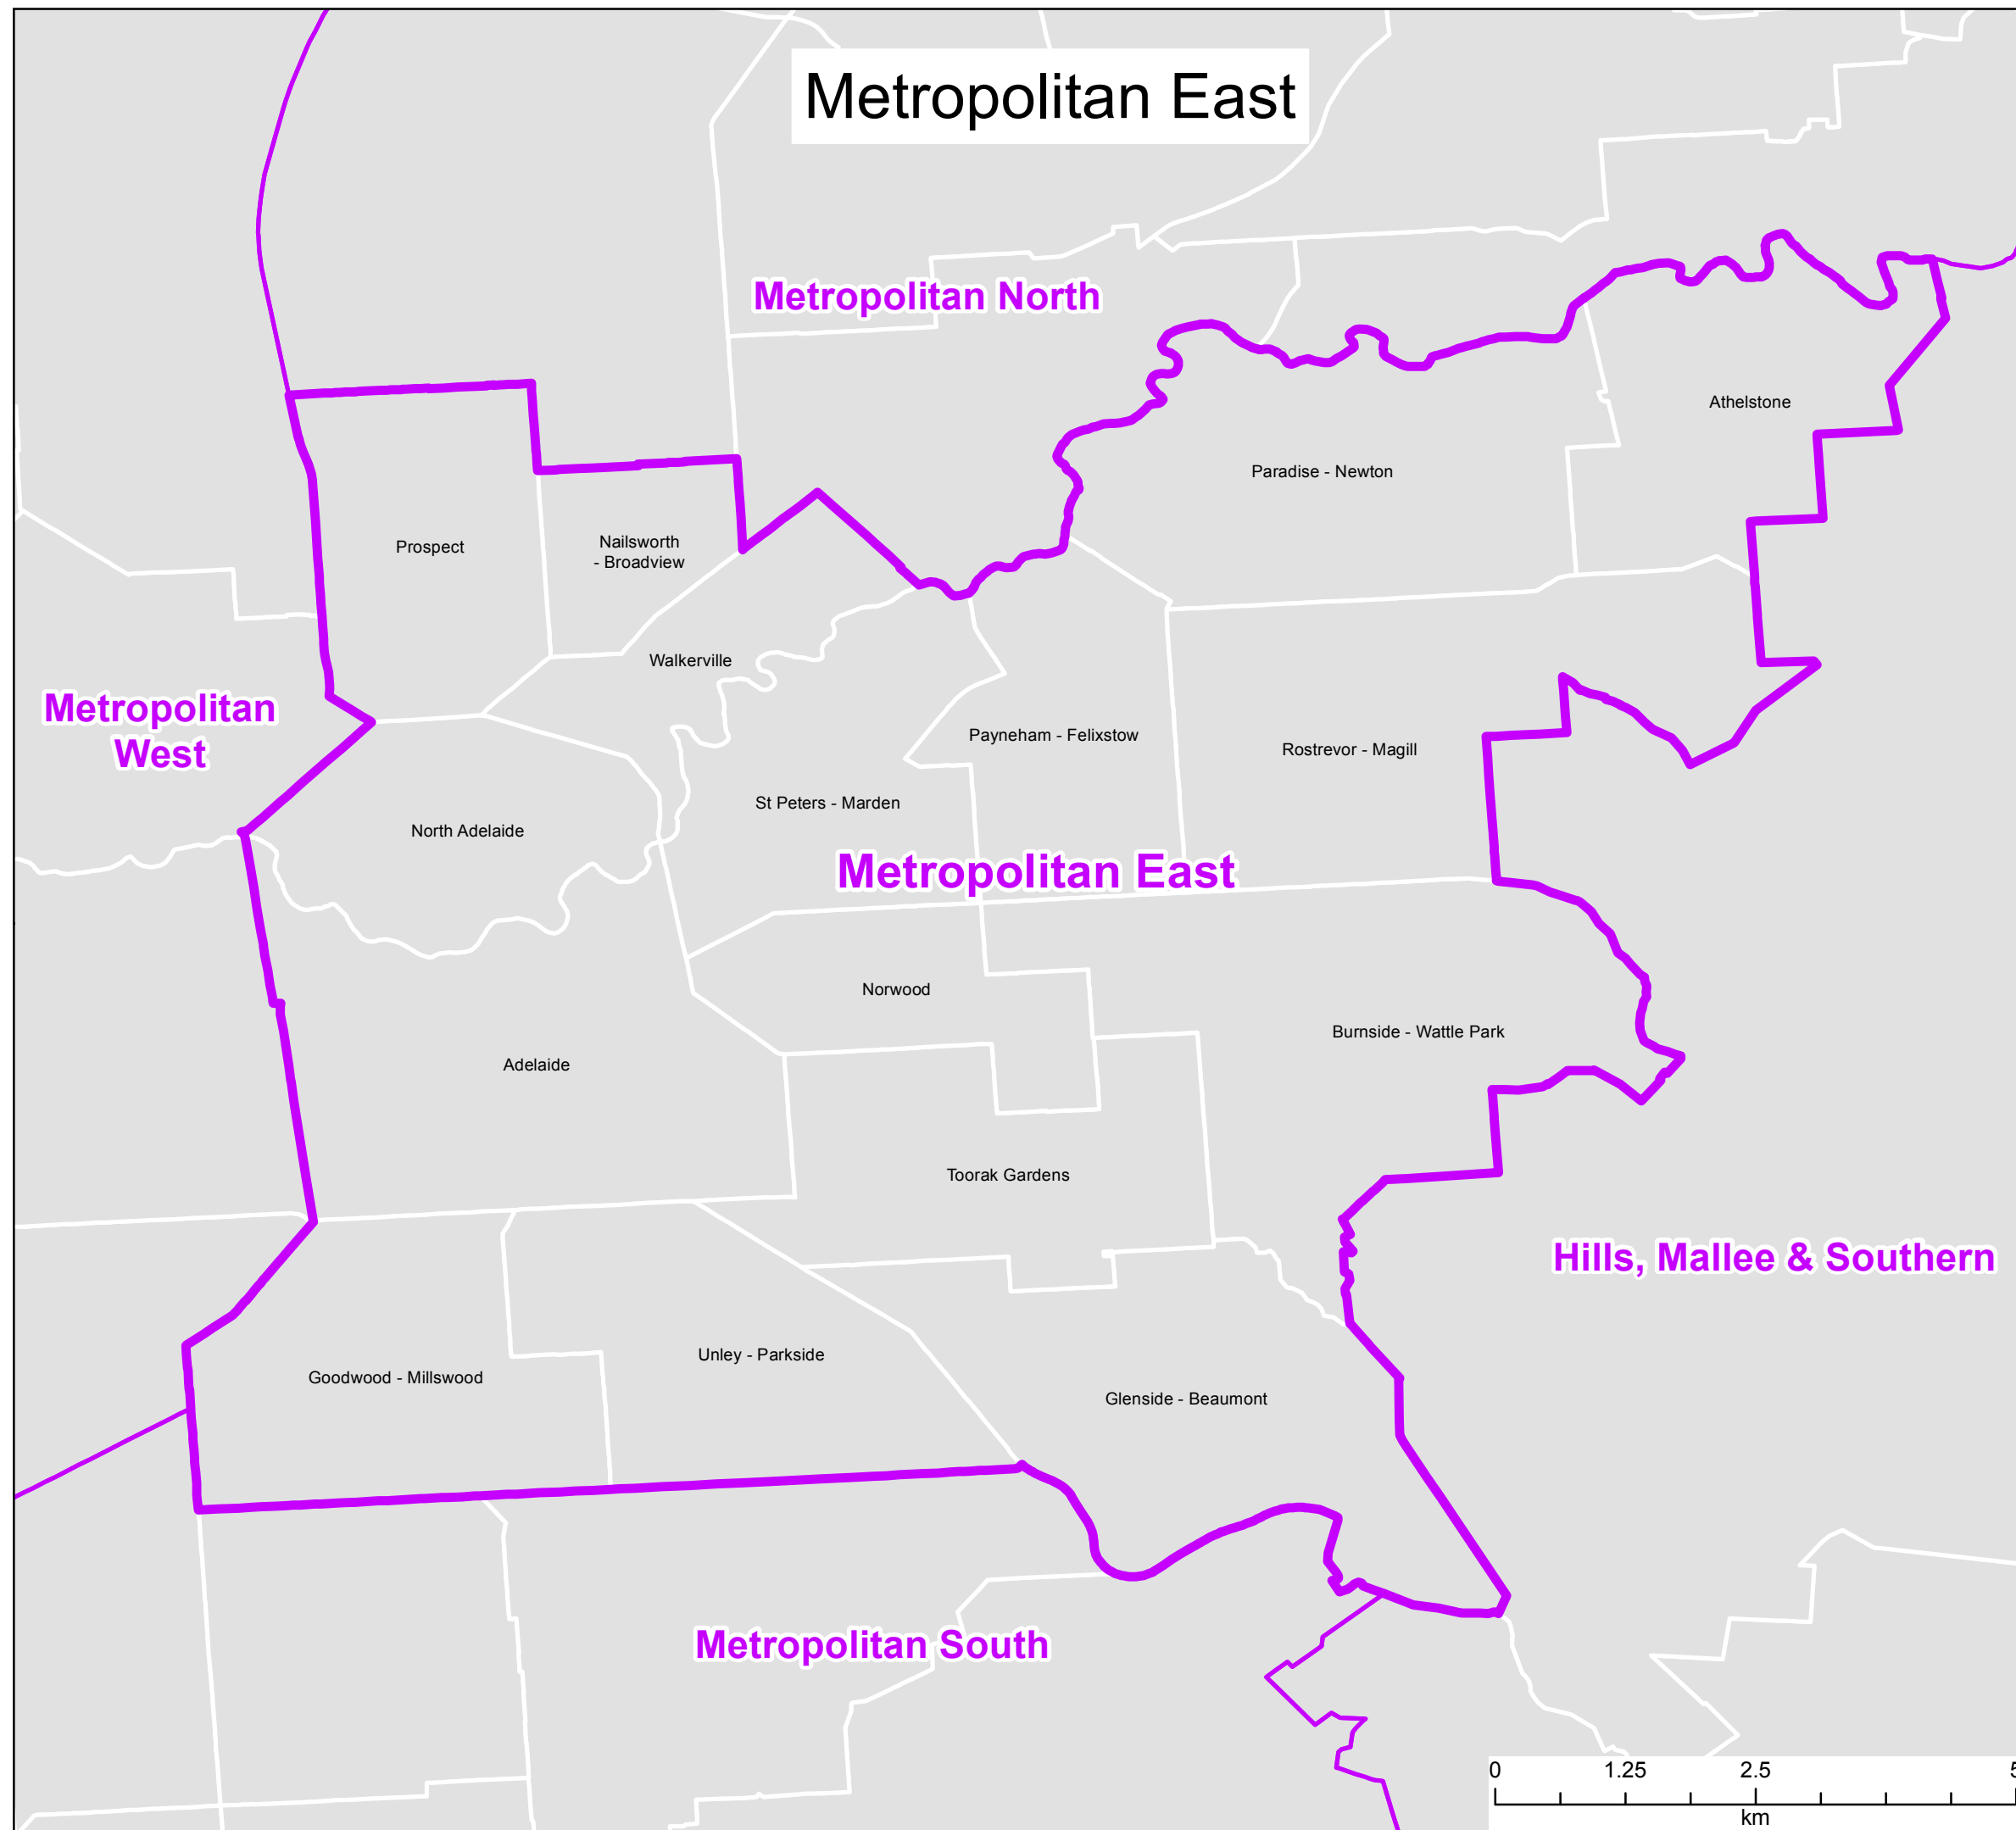 Metropolitan East
Metropolitan North
Athelstone
Paradise - Newton
Prospect
Nailsworth
- Broadview
Walkerville
Metropolitan
West
Payneham - Felixstow
Rostrevor - Magill
St Peters - Marden
North Adelaide
Metropolitan East
Norwood
Burnside - Wattle Park
Adelaide
Toorak Gardens
Hills, Mallee & Southern
Unley - Parkside
Goodwood - Millswood
Glenside - Beaumont
Metropolitan South
0 1.25 2.5 5
km